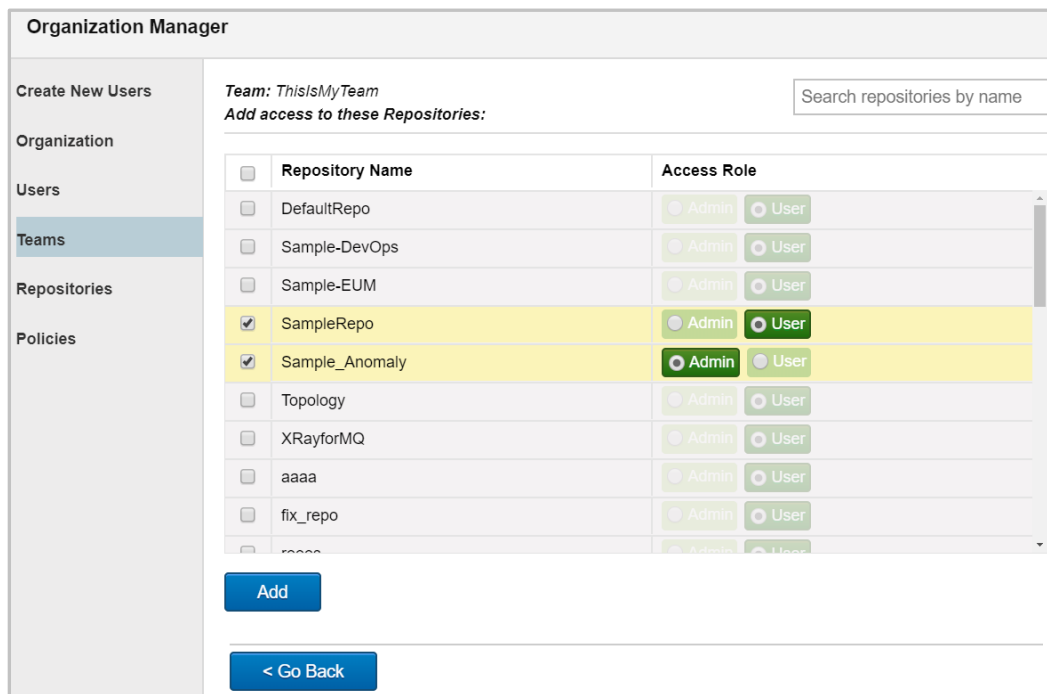 Organization Manager
Create New Users
Organization
Users
Teams
Repositories
Policies
Team: ThisIsMyTeam
Add access to these Repositories:
Search repositories by name
Repository Name Access Role
DefaultRepo Admin User
Sample-DevOps Admin User
Sample-EUM Admin User
SampleRepo Admin User
Sample_Anomaly Admin User
Topology Admin User
XRayforMQ Admin User
aaaa Admin User
fix_repo Admin User
Admin User
Add
< Go Back